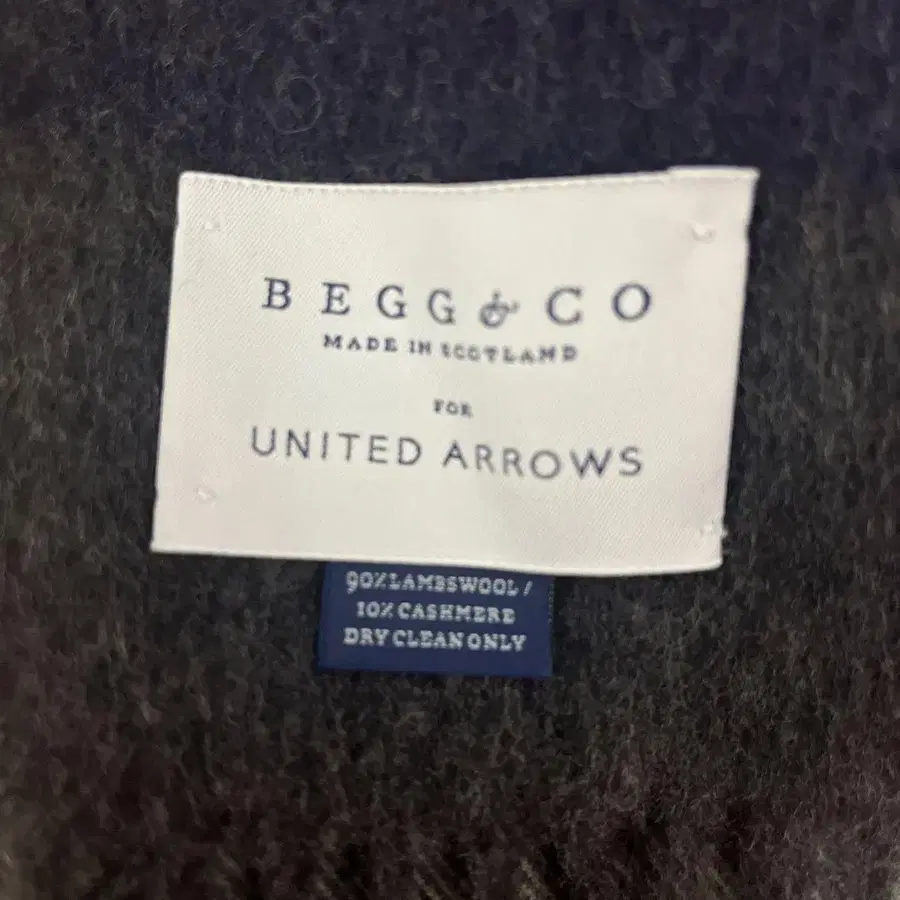 BEGG & CO
MADE IN SCOTLAND
FOR
UNITED ARROWS
90% LAMBSWOOL /
10% CASHMERE
DRY CLEAN ONLY